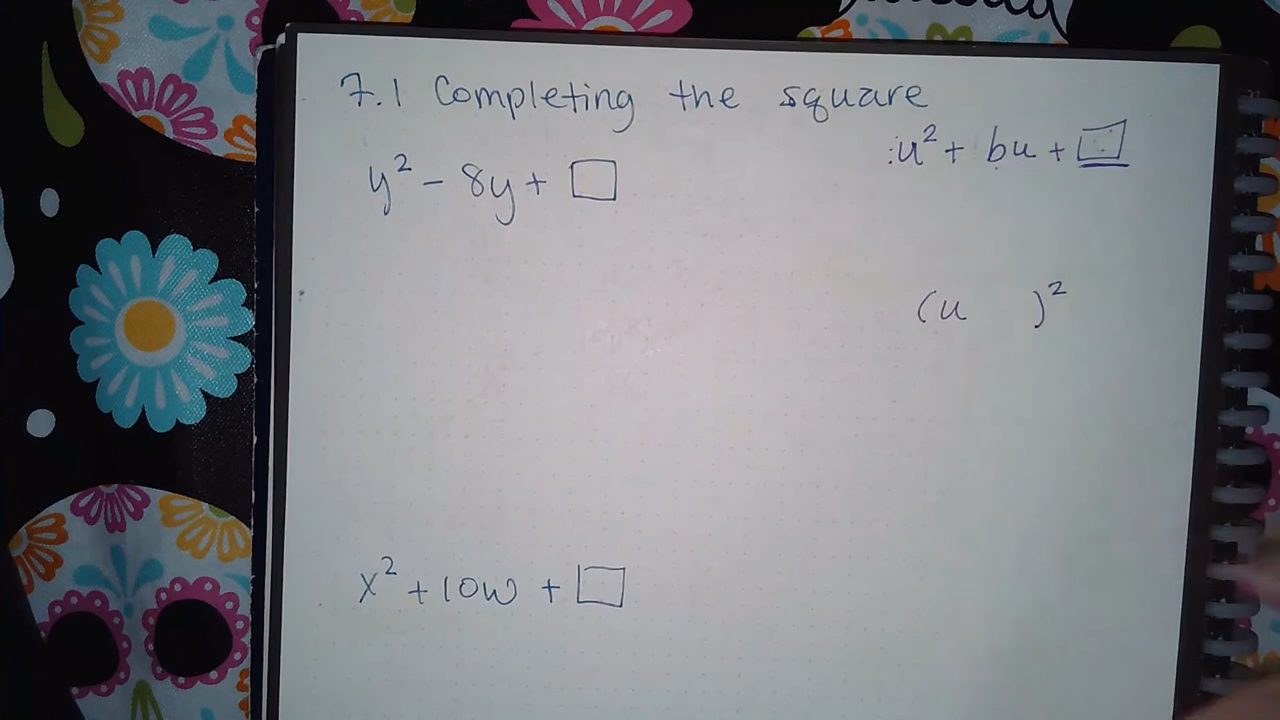 7.1 Completing the square
:u² + bu + □
y² - 8y + □
(u )²
x² + 10w + □